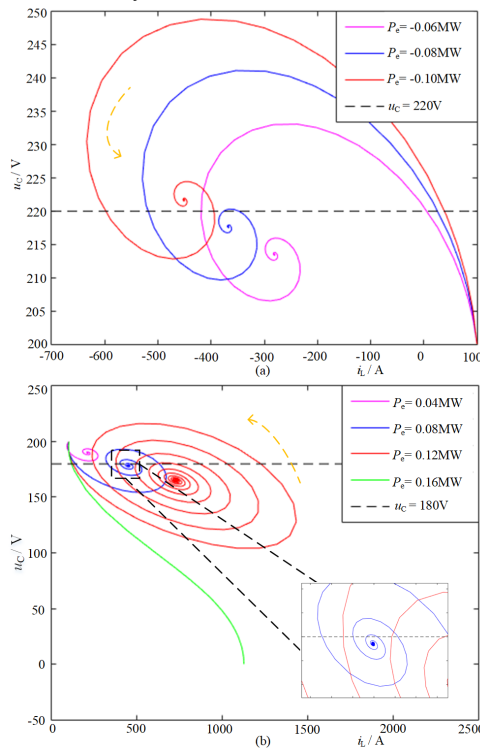 250
245
240
235
230
225
220
215
210
205
200
u_C / V
P_e= -0.06MW
P_e= -0.08MW
P_e= -0.10MW
u_C = 220V
-700 -600 -500 -400 -300 -200 -100 0 100
(a) i_L / A
250
200
150
100
50
0
-50
u_C / V
P_e= 0.04MW
P_e= 0.08MW
P_e= 0.12MW
P_e= 0.16MW
u_C = 180V
0 500 1000 1500 2000 2500
(b) i_L / A